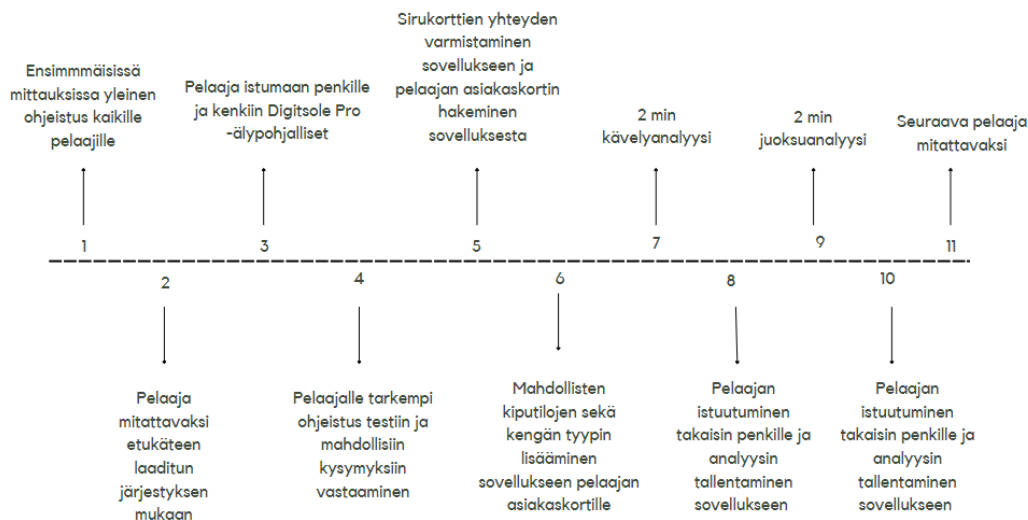 Ensimmmäisissä
mittauksissa yleinen
ohjeistus kaikille
pelaajille
1
2
Pelaaja
mitattavaksi
etukäteen
laaditun
järjestyksen
mukaan
Pelaaja istumaan penkille
ja kenkiin Digitsole Pro
-älypohjalliset
3
4
Pelaajalle tarkempi
ohjeistus testiin ja
mahdollisiin
kysymyksiin
vastaaminen
Sirukorttien yhteyden
varmistaminen
sovellukseen ja
pelaajan asiakaskortin
hakeminen
sovelluksesta
5
6
Mahdollisten
kiputilojen sekä
kengän tyypin
lisääminen
sovellukseen pelaajan
asiakaskortille
2 min
kävelyanalyysi
7
8
Pelaajan
istuutuminen
takaisin penkille ja
analyysin
tallentaminen
sovellukseen
2 min
juoksuanalyysi
9
10
Pelaajan
istuutuminen
takaisin penkille ja
analyysin
tallentaminen
sovellukseen
Seuraava pelaaja
mitattavaksi
11